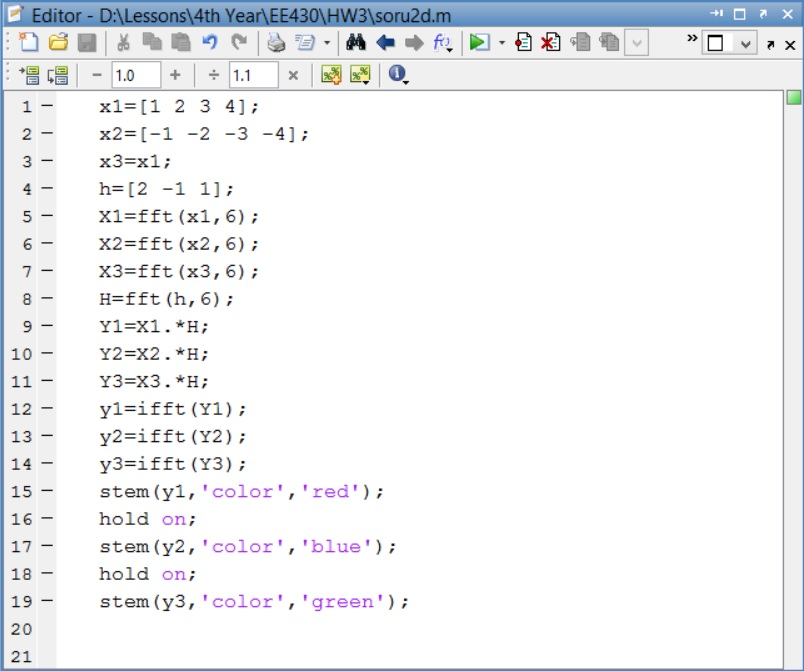 Editor - D:\Lessons\4th Year\EE430\HW3\soru2d.m
1.0 1.1
1 x1=[1 2 3 4];
2 x2=[-1 -2 -3 -4];
3 x3=x1;
4 h=[2 -1 1];
5 X1=fft(x1,6);
6 X2=fft(x2,6);
7 X3=fft(x3,6);
8 H=fft(h,6);
9 Y1=X1.*H;
10 Y2=X2.*H;
11 Y3=X3.*H;
12 y1=ifft(Y1);
13 y2=ifft(Y2);
14 y3=ifft(Y3);
15 stem(y1,'color','red');
16 hold on;
17 stem(y2,'color','blue');
18 hold on;
19 stem(y3,'color','green');
20
21